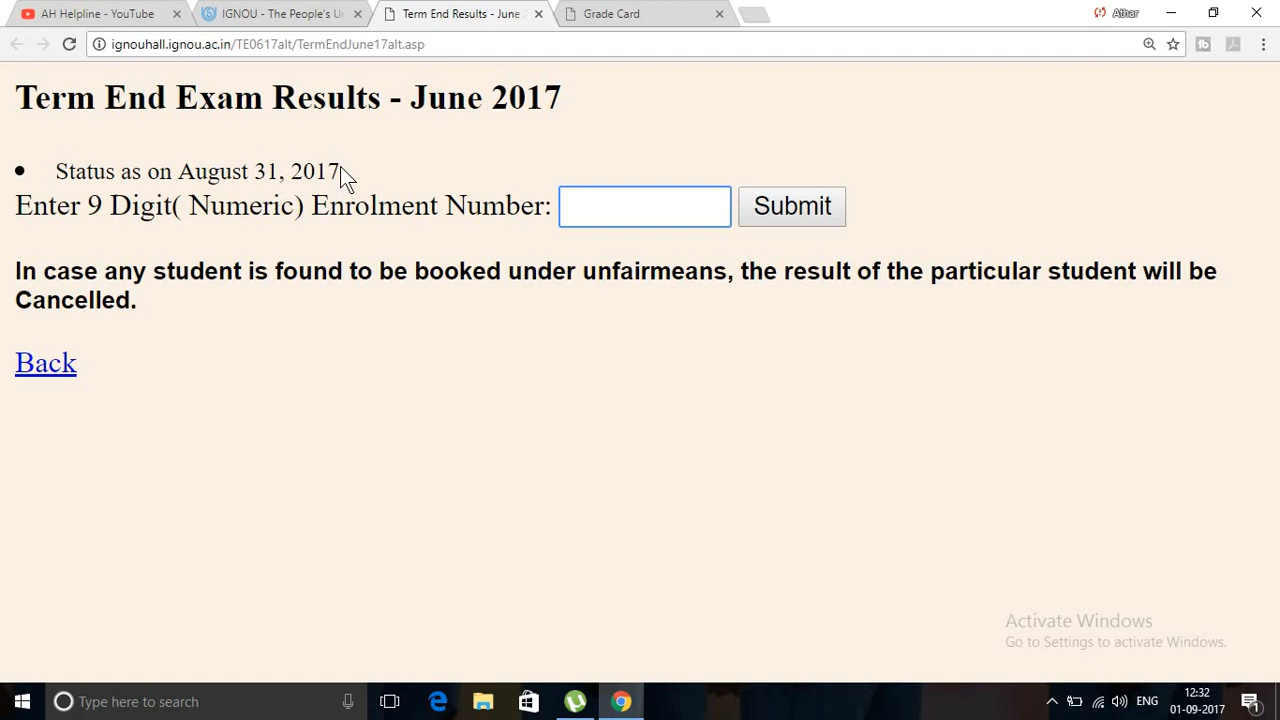 AH Helpline - YouTube
IGNOU - The People's Ur
Term End Results - June
Grade Card
Athar
ignouhall.ignou.ac.in/TE0617alt/TermEndJune17alt.asp
Term End Exam Results - June 2017
Status as on August 31, 2017
Enter 9 Digit( Numeric) Enrolment Number:
Submit
In case any student is found to be booked under unfairmeans, the result of the particular student will be
Cancelled.
Back
Activate Windows
Go to Settings to activate Windows.
Type here to search
ENG
12:32
01-09-2017